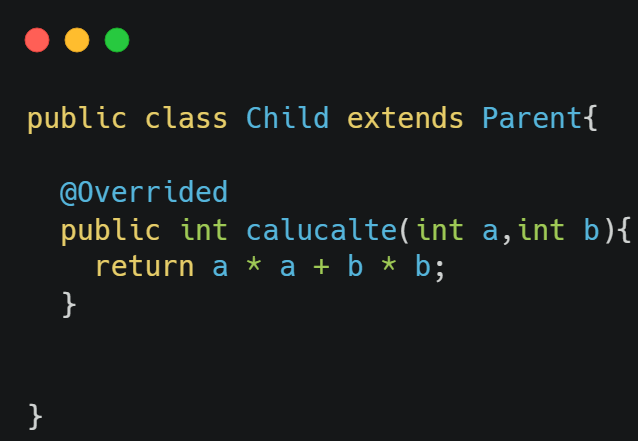 public class Child extends Parent{
@Overrided
public int calucalte(int a,int b){
return a * a + b * b;
}
}